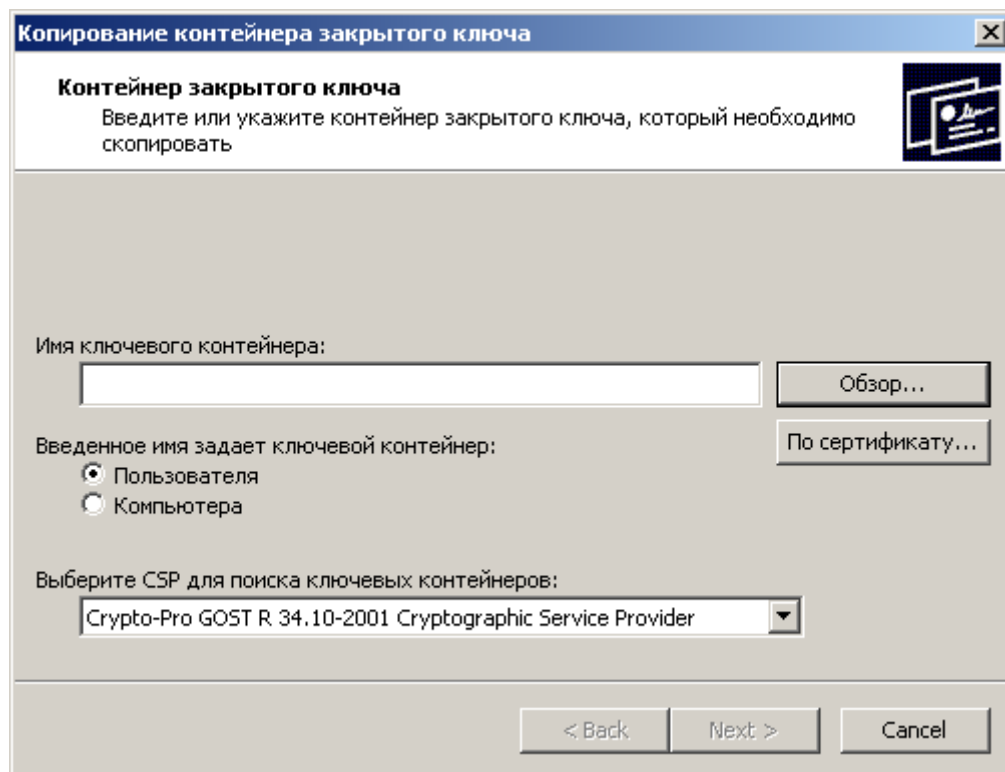 Копирование контейнера закрытого ключа
Контейнер закрытого ключа
Введите или укажите контейнер закрытого ключа, который необходимо
скопировать
Имя ключевого контейнера:
Обзор...
Введенное имя задает ключевой контейнер:
По сертификату...
Пользователя
Компьютера
Выберите CSP для поиска ключевых контейнеров:
Crypto-Pro GOST R 34.10-2001 Cryptographic Service Provider
< Back
Next >
Cancel